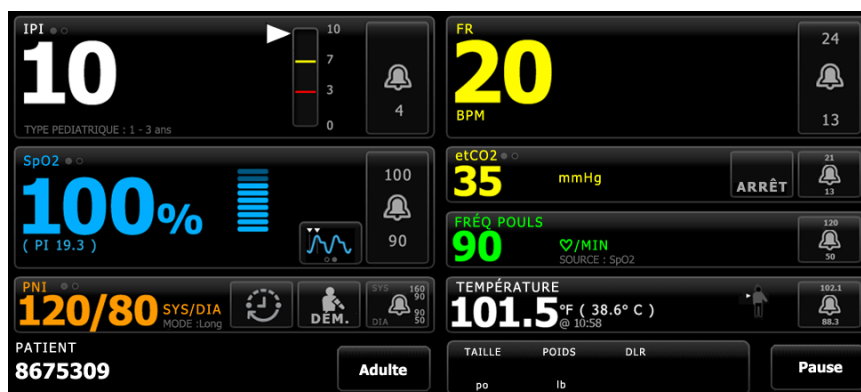 IPI
10
10
7
3
0
4
TYPE PEDIATRIQUE : 1 - 3 ans
FR
20
BPM
24
13
SpO2
100%
( PI 19.3 )
100
90
etCO2
35
mmHg
ARRÊT
21
13
FRÉQ POULS
90
♡/MIN
SOURCE : SpO2
120
50
PNI
120/80
SYS/DIA
MODE :Long
DÉM.
SYS 160
90
DIA 90
50
TEMPÉRATURE
101.5 °F ( 38.6° C )
@ 10:58
102.1
88.3
PATIENT
8675309
Adulte
TAILLE POIDS DLR
po lb
Pause